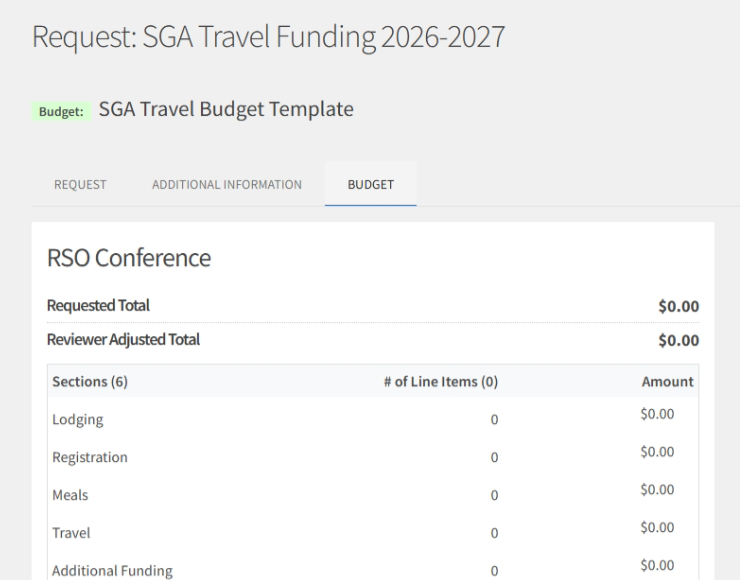 Request: SGA Travel Funding 2026-2027
Budget: SGA Travel Budget Template
REQUEST ADDITIONAL INFORMATION BUDGET
RSO Conference
Requested Total $0.00
Reviewer Adjusted Total $0.00
Sections (6) # of Line Items (0) Amount
Lodging 0 $0.00
Registration 0 $0.00
Meals 0 $0.00
Travel 0 $0.00
Additional Funding 0 $0.00